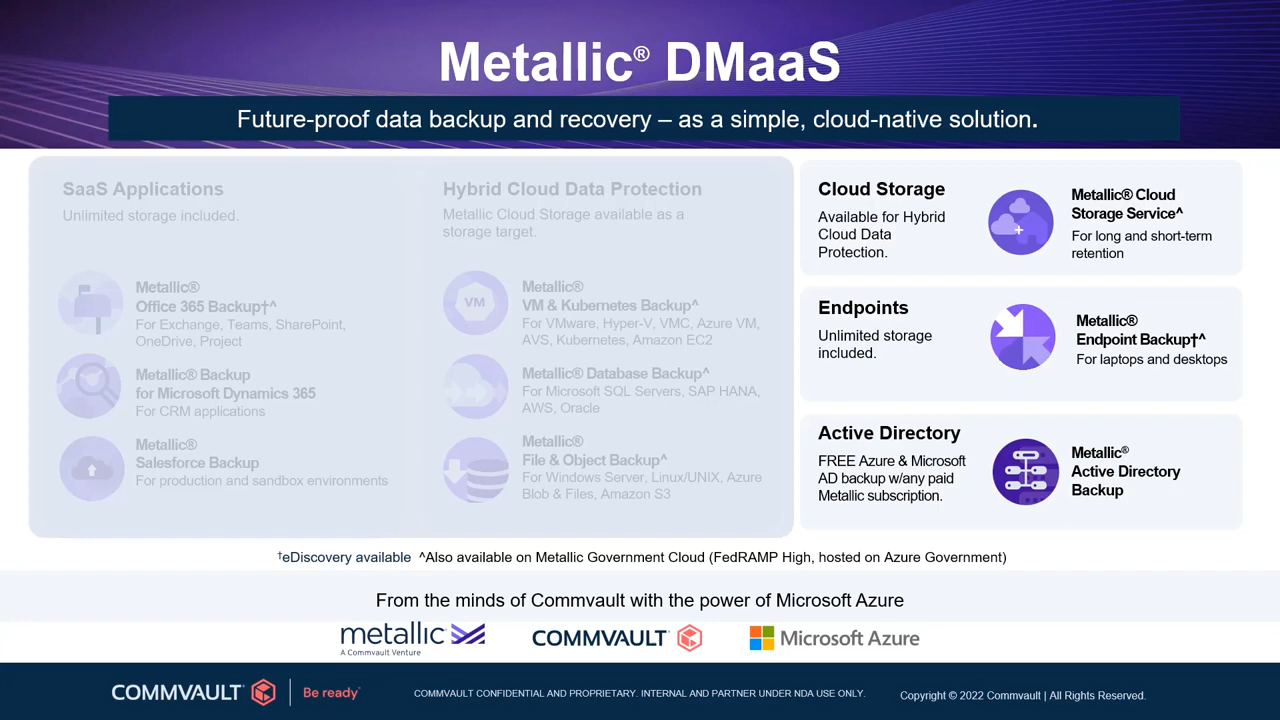 Metallic® DMaaS
Future-proof data backup and recovery – as a simple, cloud-native solution.
SaaS Applications
Unlimited storage included.
Metallic®
Office 365 Backup†^
For Exchange, Teams, SharePoint,
OneDrive, Project
Metallic® Backup
for Microsoft Dynamics 365
For CRM applications
Metallic®
Salesforce Backup
For production and sandbox environments
Hybrid Cloud Data Protection
Metallic Cloud Storage available as a
storage target.
VM
Metallic®
VM & Kubernetes Backup^
For VMware, Hyper-V, VMC, Azure VM,
AVS, Kubernetes, Amazon EC2
Metallic® Database Backup^
For Microsoft SQL Servers, SAP HANA,
AWS, Oracle
Metallic®
File & Object Backup^
For Windows Server, Linux/UNIX, Azure
Blob & Files, Amazon S3
Cloud Storage
Available for Hybrid
Cloud Data
Protection.
Metallic® Cloud
Storage Service^
For long and short-term
retention
Endpoints
Unlimited storage
included.
Metallic®
Endpoint Backup†^
For laptops and desktops
Active Directory
FREE Azure & Microsoft
AD backup w/any paid
Metallic subscription.
Metallic®
Active Directory
Backup
†eDiscovery available ^Also available on Metallic Government Cloud (FedRAMP High, hosted on Azure Government)
From the minds of Commvault with the power of Microsoft Azure
metallic
A Commvault Venture
COMMVAULT
Microsoft Azure
COMMVAULT
Be ready
COMMVAULT CONFIDENTIAL AND PROPRIETARY. INTERNAL AND PARTNER UNDER NDA USE ONLY.
Copyright © 2022 Commvault | All Rights Reserved.